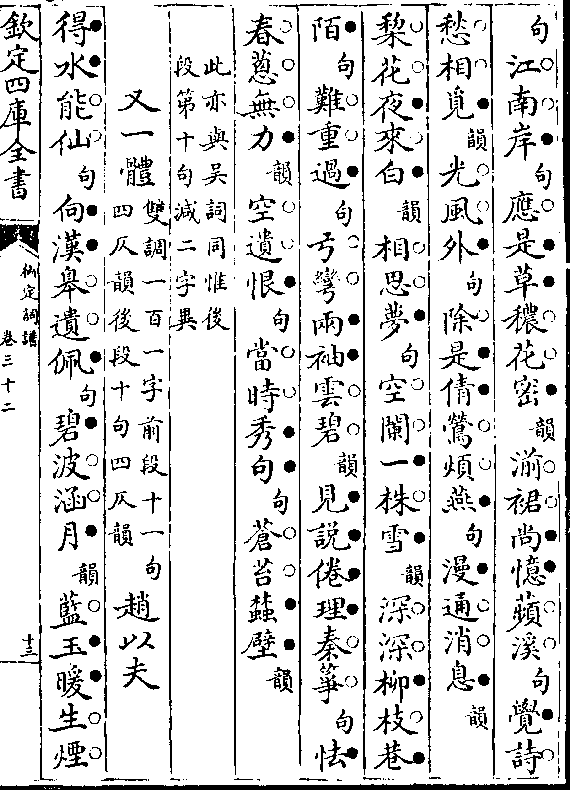 句江南岸句應是草穠花密韻湔裙尚憶蘋溪句覺詩
愁相覓韻光風外句除是倩鶯煩燕句漫通消息韻
梨花夜來白韻相思夢句空闌一株雪韻深深柳枝巷
陌句難重過句弓彎兩袖雲碧韻見説倦理秦箏句怯
春蔥無力韻空遺恨句當時秀句句蒼苔蠧壁韻
此亦與吳詞同惟後
段第十句減二字異
又一體雙調一百一字前段十一句
四仄韻後段十句四仄韻
趙以夫
得水能仙句向漢臯遺佩句碧波涵月韻藍玉暖生煙
欽定四庫全書
御定詞譜
卷三十二
十三